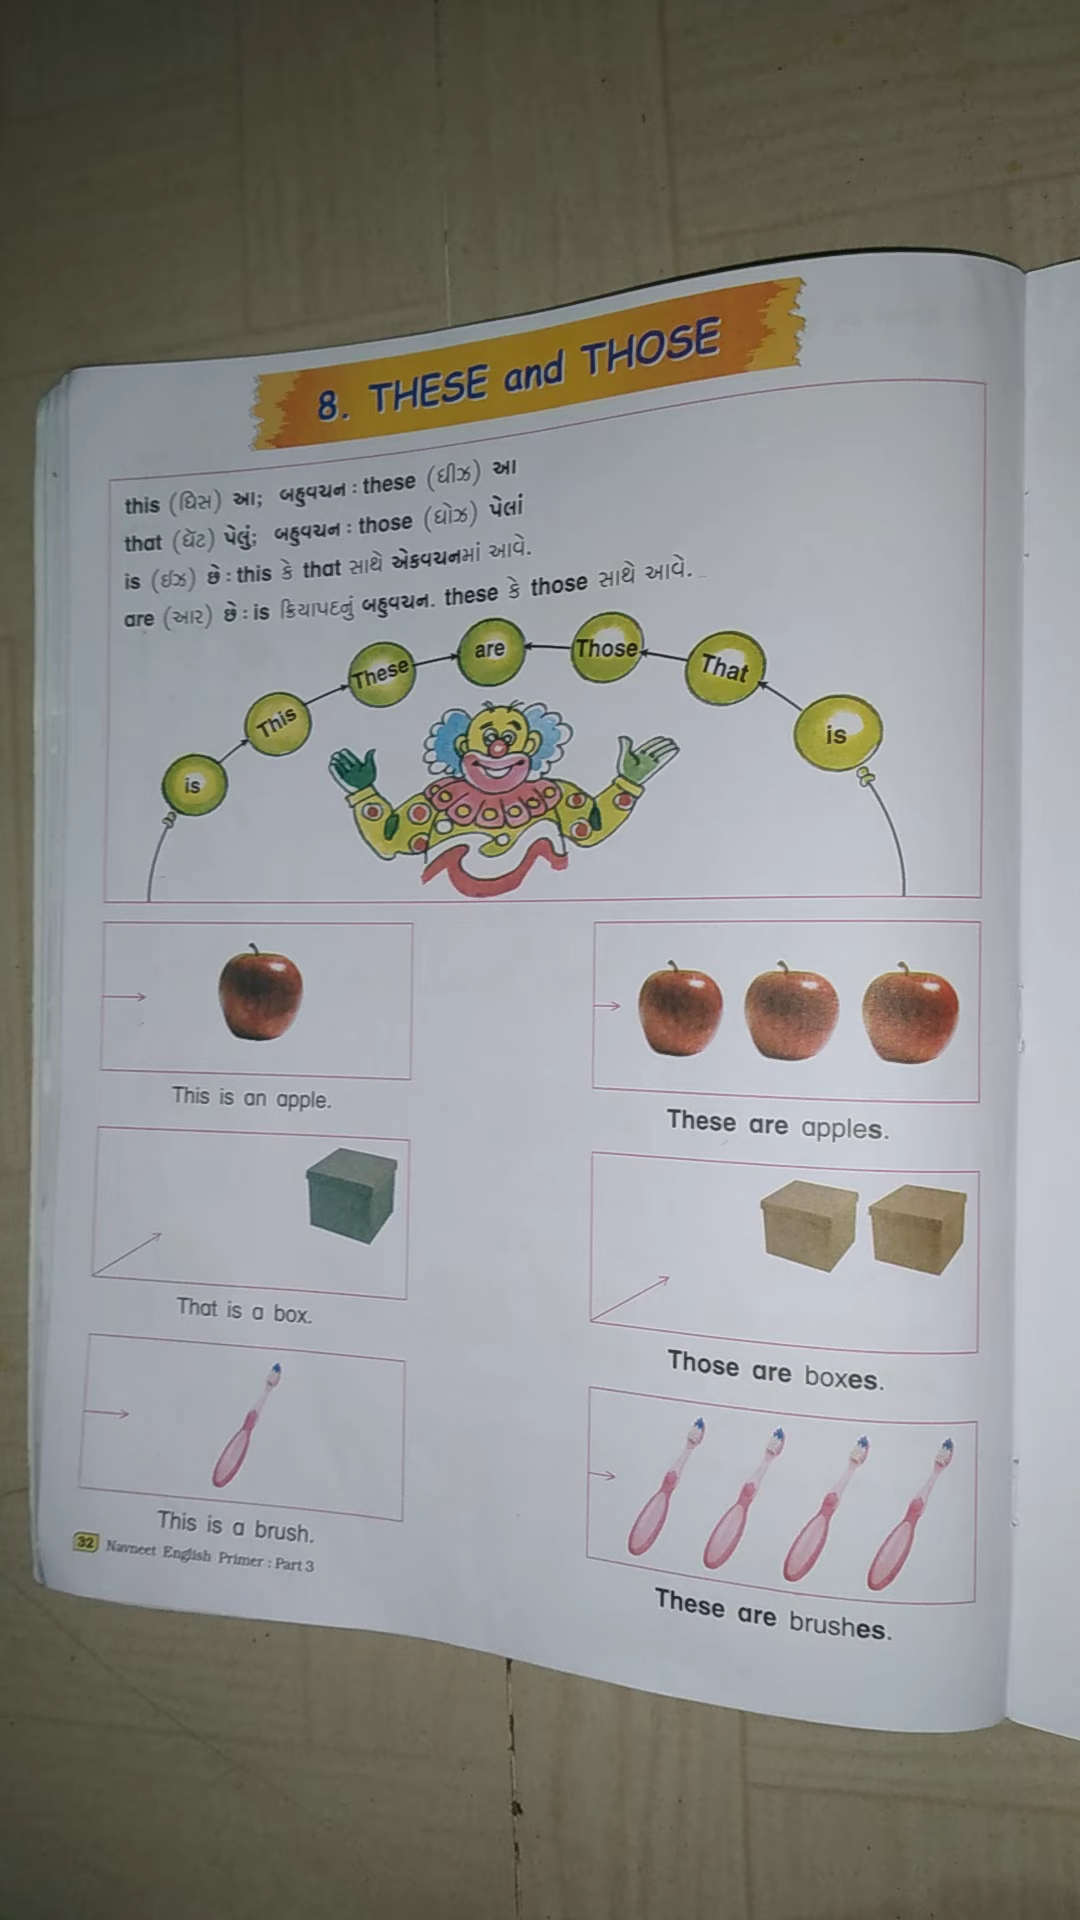 8. THESE and THOSE
this (ધિસ) આ; બહુવચન : these (ધીઝ) આ
that (ધૅટ) પેલું; બહુવચન : those (ધોઝ) પેલાં
is (ઈઝ) છે : this કે that સાથે એકવચનમાં આવે.
are (આર) છે : is ક્રિયાપદનું બહુવચન. these કે those સાથે આવે.
is This These are Those That is
This is an apple.
These are apples.
That is a box.
Those are boxes.
This is a brush.
These are brushes.
32 Navneet English Primer : Part 3